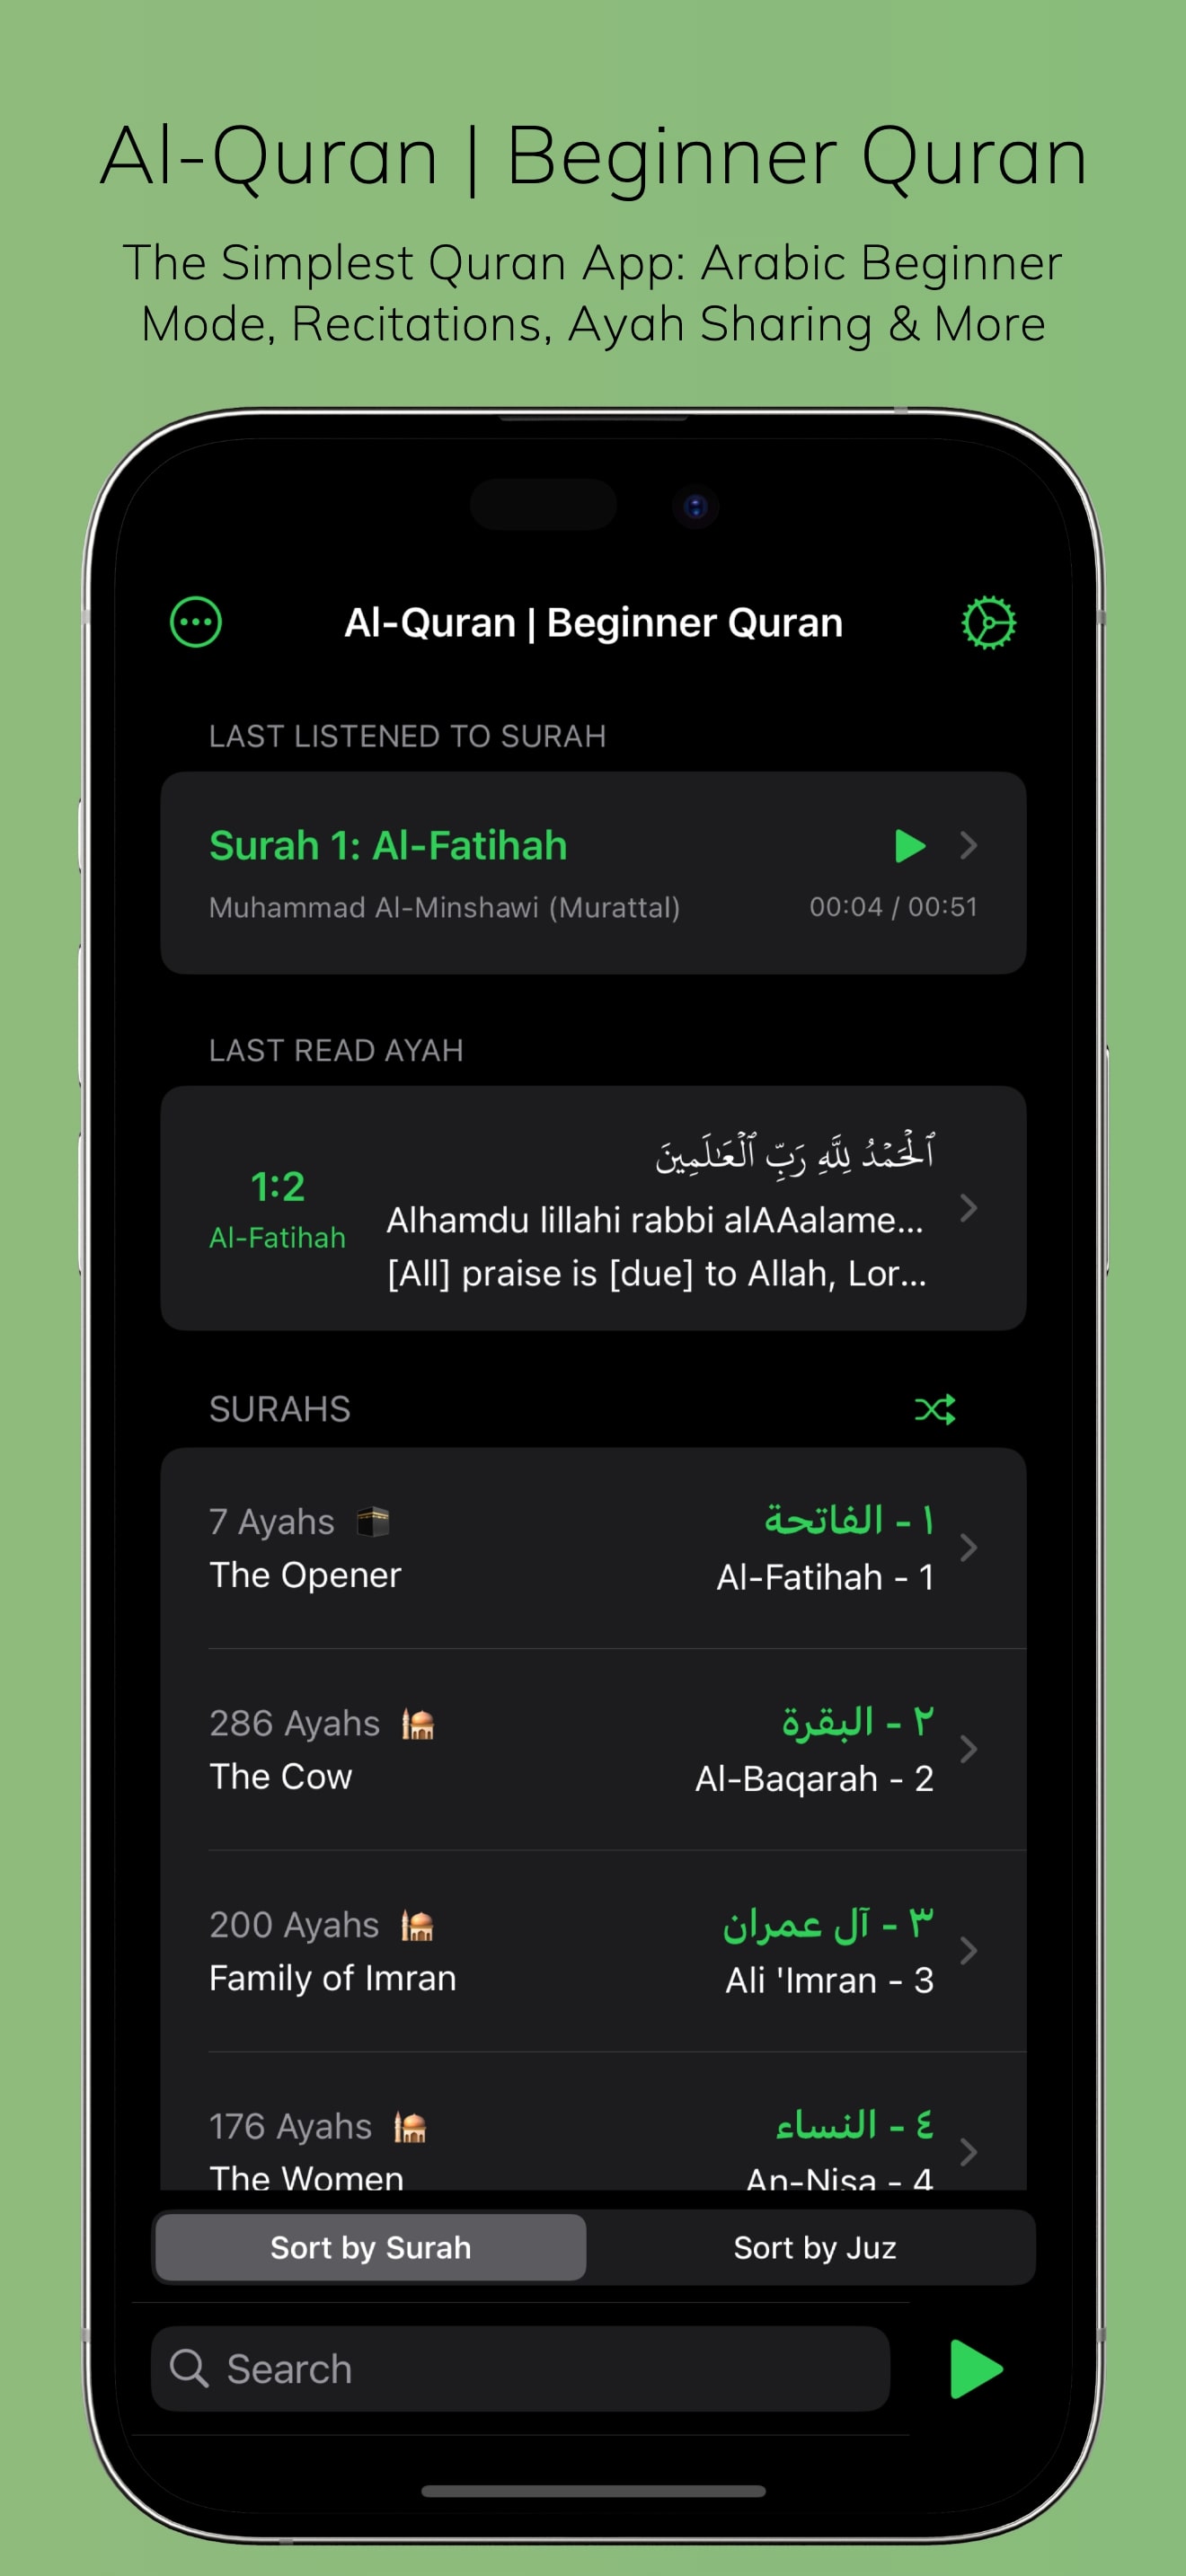 Al-Quran | Beginner Quran
The Simplest Quran App: Arabic Beginner
Mode, Recitations, Ayah Sharing & More
Al-Quran | Beginner Quran
LAST LISTENED TO SURAH
Surah 1: Al-Fatihah
Muhammad Al-Minshawi (Murattal) 00:04 / 00:51
LAST READ AYAH
ٱلْحَمْدُ لِلَّهِ رَبِّ ٱلْعَـٰلَمِينَ
1:2
Al-Fatihah
Alhamdu lillahi rabbi alAAalame...
[All] praise is [due] to Allah, Lor...
SURAHS
7 Ayahs ١ - الفاتحة
The Opener Al-Fatihah - 1
286 Ayahs ٢ - البقرة
The Cow Al-Baqarah - 2
200 Ayahs ٣ - آل عمران
Family of Imran Ali 'Imran - 3
176 Ayahs ٤ - النساء
The Women An-Nisa - 4
Sort by Surah Sort by Juz
Search